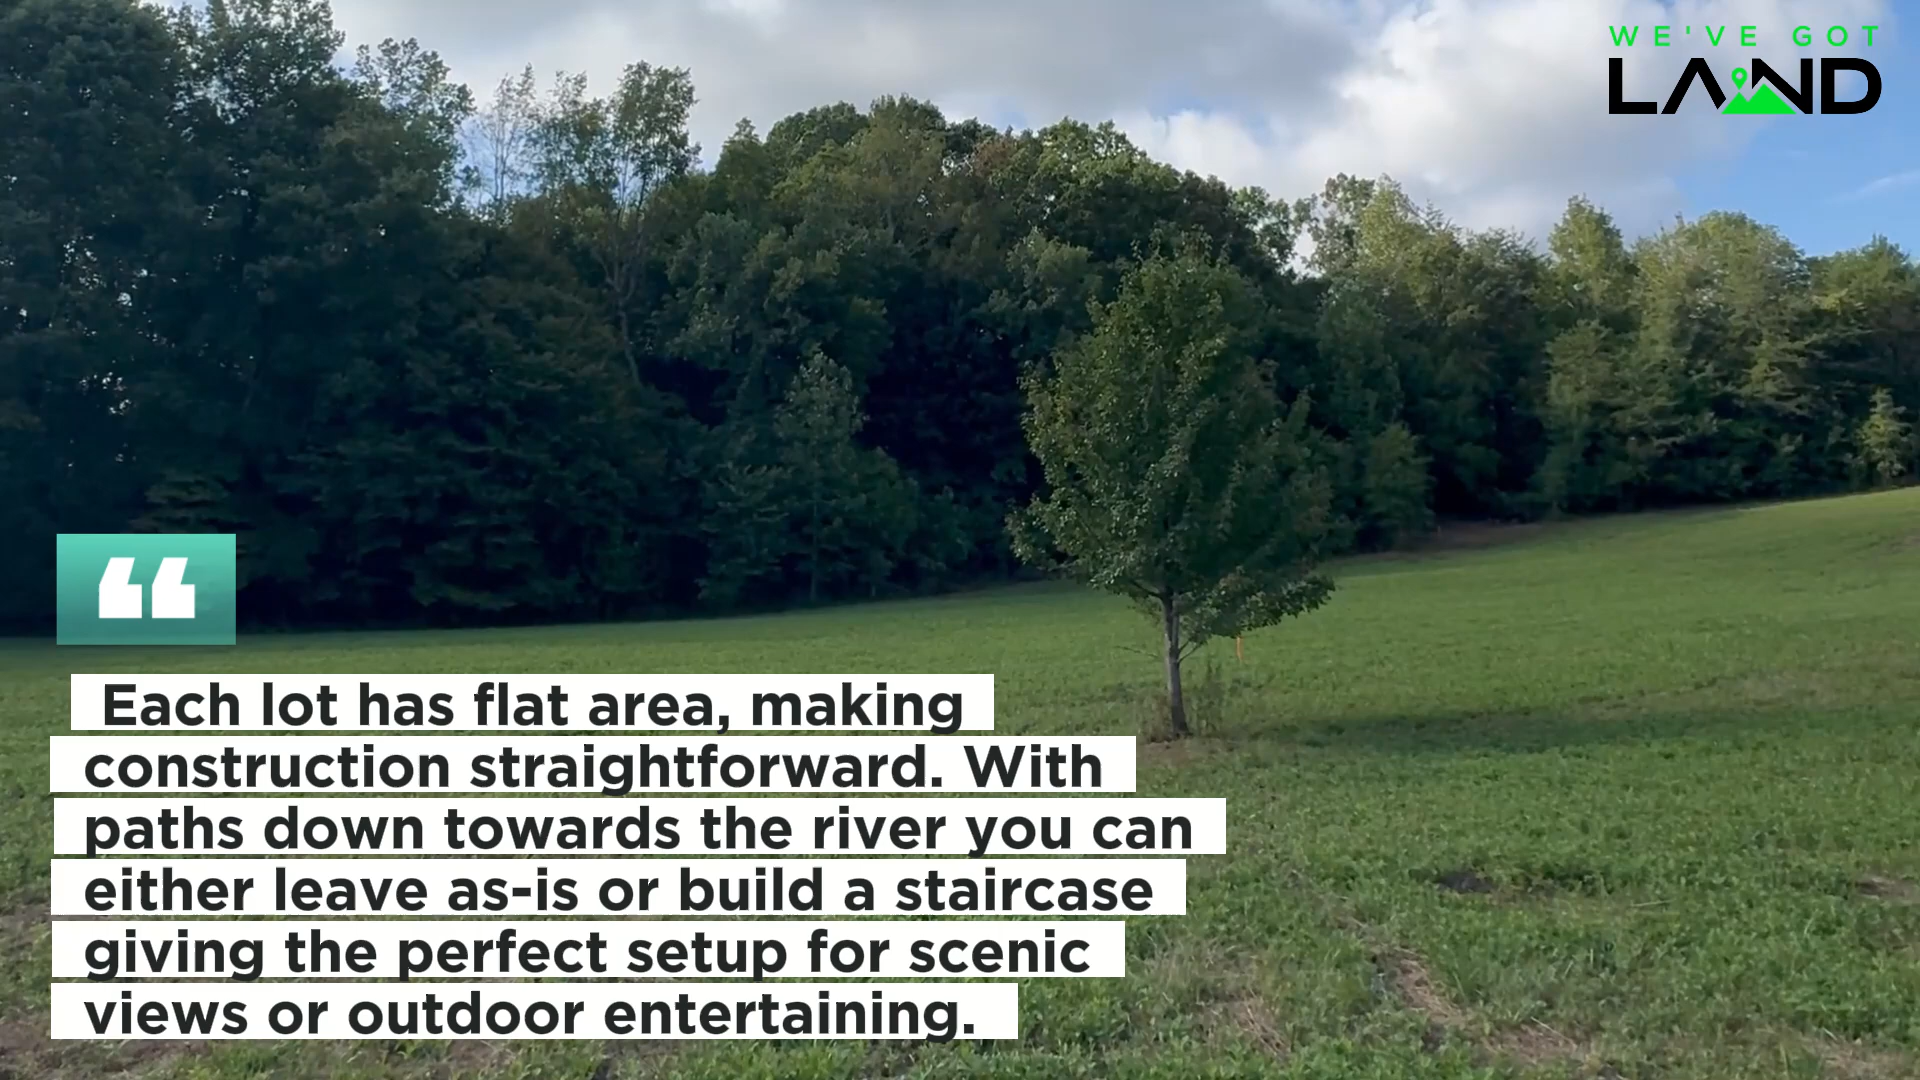 WE'VE GOT
LAND
Each lot has flat area, making
construction straightforward. With
paths down towards the river you can
either leave as-is or build a staircase
giving the perfect setup for scenic
views or outdoor entertaining.